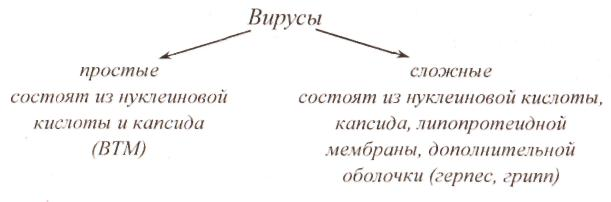 Вирусы
простые
состоят из нуклеиновой
кислоты и капсида
(ВТМ)
сложные
состоят из нуклеиновой кислоты,
капсида, липопротеидной
мембраны, дополнительной
оболочки (герпес, грипп)